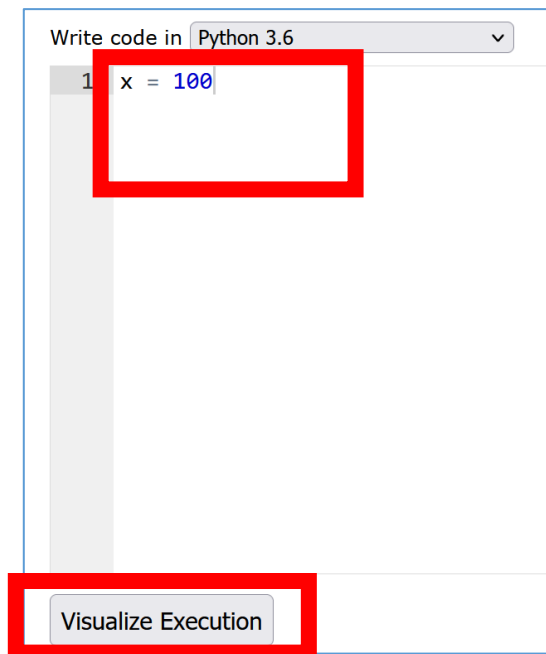 Write code in Python 3.6
1 x = 100
Visualize Execution